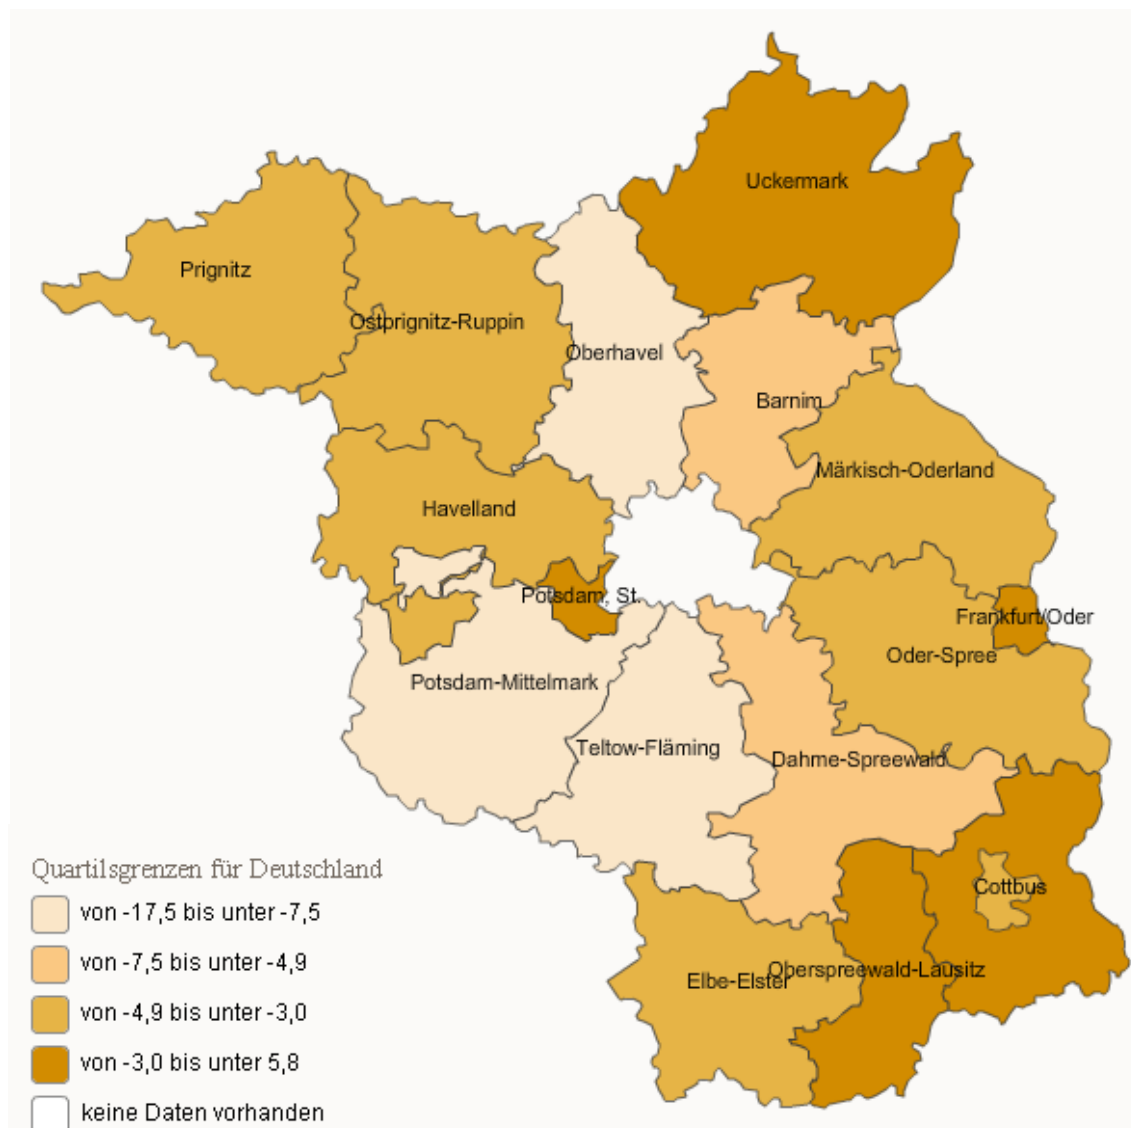 Uckermark
Prignitz
Ostprignitz-Ruppin
Oberhavel
Barnim
Märkisch-Oderland
Havelland
Potsdam, St.
Frankfurt/Oder
Oder-Spree
Potsdam-Mittelmark
Teltow-Fläming
Dahme-Spreewald
Cottbus
Elbe-Elster
Oberspreewald-Lausitz
Quartilsgrenzen für Deutschland
von -17,5 bis unter -7,5
von -7,5 bis unter -4,9
von -4,9 bis unter -3,0
von -3,0 bis unter 5,8
keine Daten vorhanden